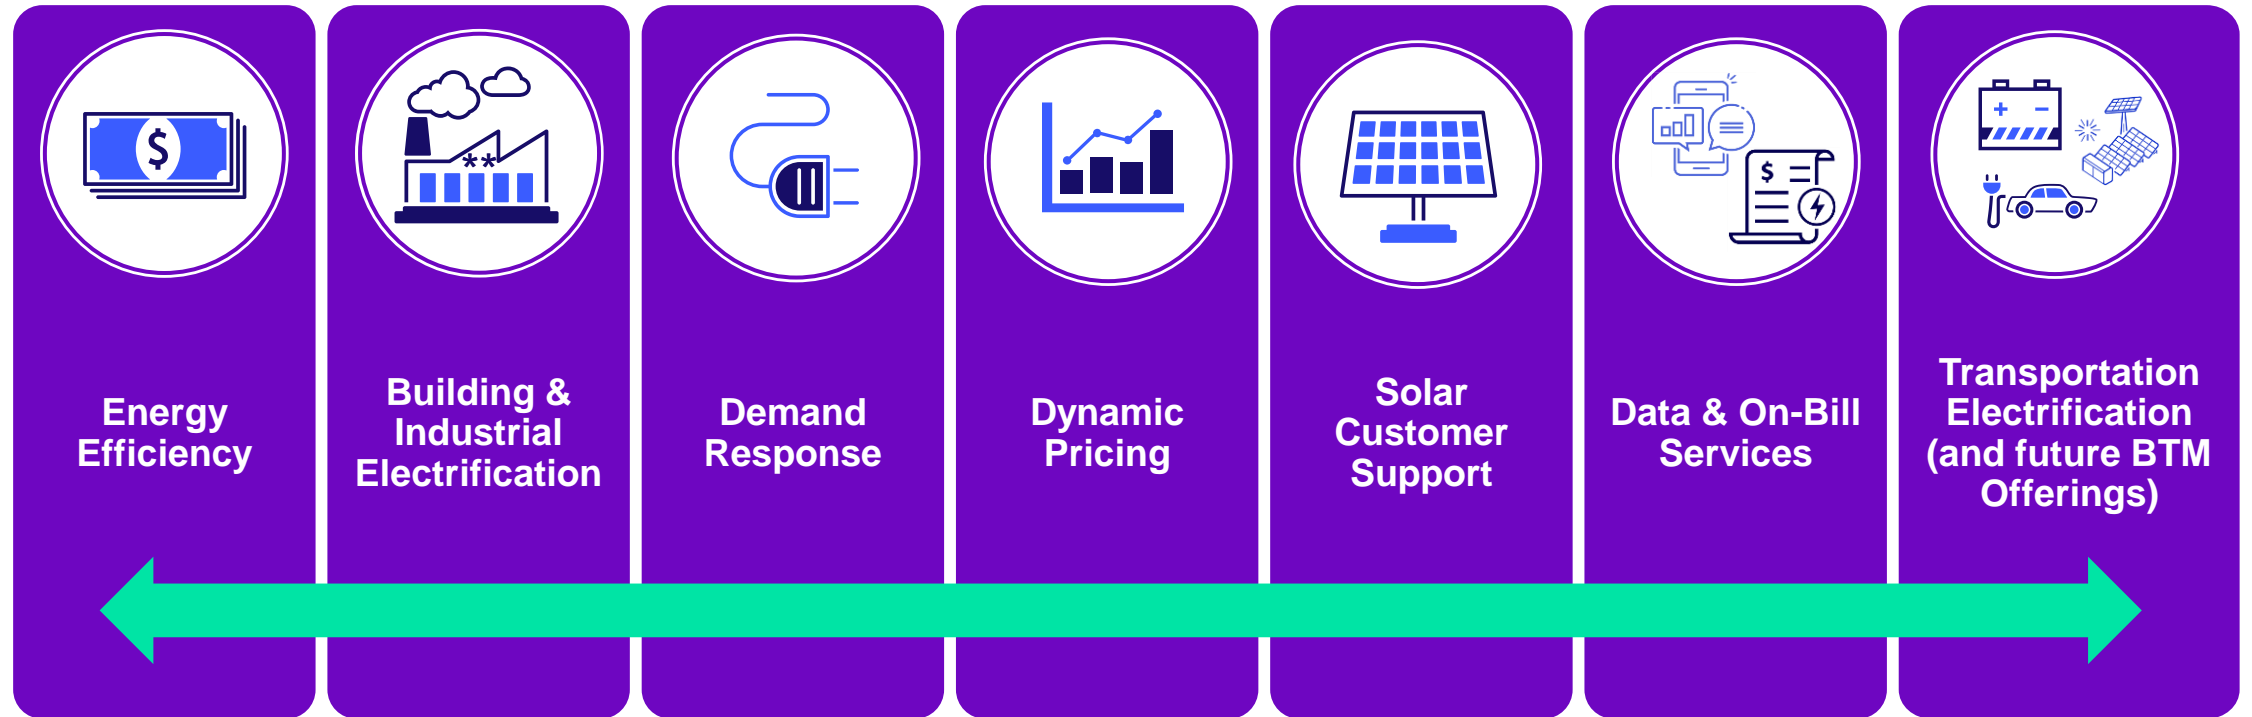 $
**
+ -
$
Energy
Efficiency
Building &
Industrial
Electrification
Demand
Response
Dynamic
Pricing
Solar
Customer
Support
Data & On-Bill
Services
Transportation
Electrification
(and future BTM
Offerings)